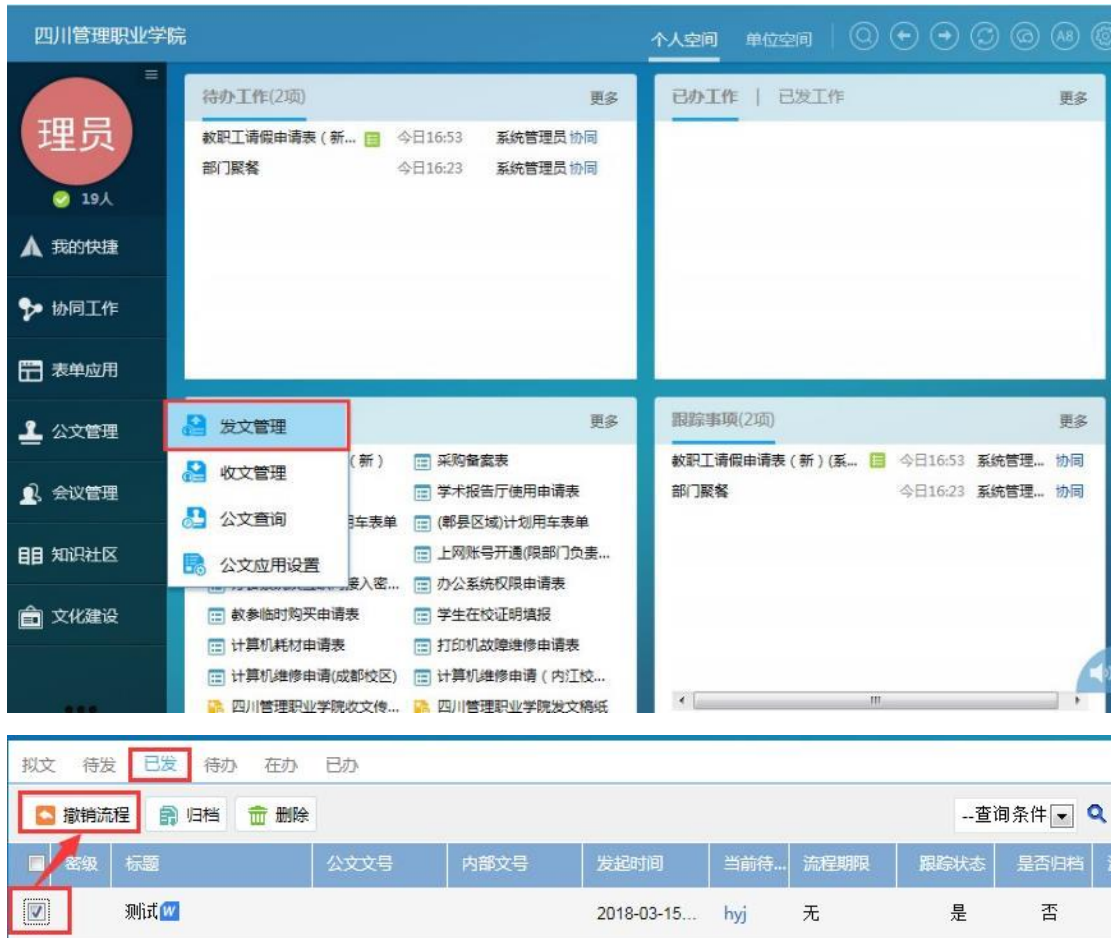 四川管理职业学院
个人空间 单位空间 A8
理员
19人
我的快捷
协同工作
表单应用
公文管理
会议管理
知识社区
文化建设
待办工作(2项) 更多
教职工请假申请表（新... 今日16:53 系统管理员 协同
部门聚餐 今日16:23 系统管理员 协同
已办工作 | 已发工作 更多
发文管理
收文管理
公文查询
公文应用设置
更多
（新） 采购备案表
学术报告厅使用申请表
车表单 (郫县区域)计划用车表单
上网账号开通(限部门负责...
接入密... 办公系统权限申请表
教参临时购买申请表 学生在校证明填报
计算机耗材申请表 打印机故障维修申请表
计算机维修申请(成都校区) 计算机维修申请（内江校...
四川管理职业学院收文传... 四川管理职业学院发文稿纸
跟踪事项(2项) 更多
教职工请假申请表（新）(系... 今日16:53 系统管理... 协同
部门聚餐 今日16:23 系统管理... 协同
拟文 待发 已发 待办 在办 已办
撤销流程 归档 删除 --查询条件
密级 标题 公文文号 内部文号 发起时间 当前待... 流程期限 跟踪状态 是否归档
测试 W 2018-03-15... hyj 无 是 否